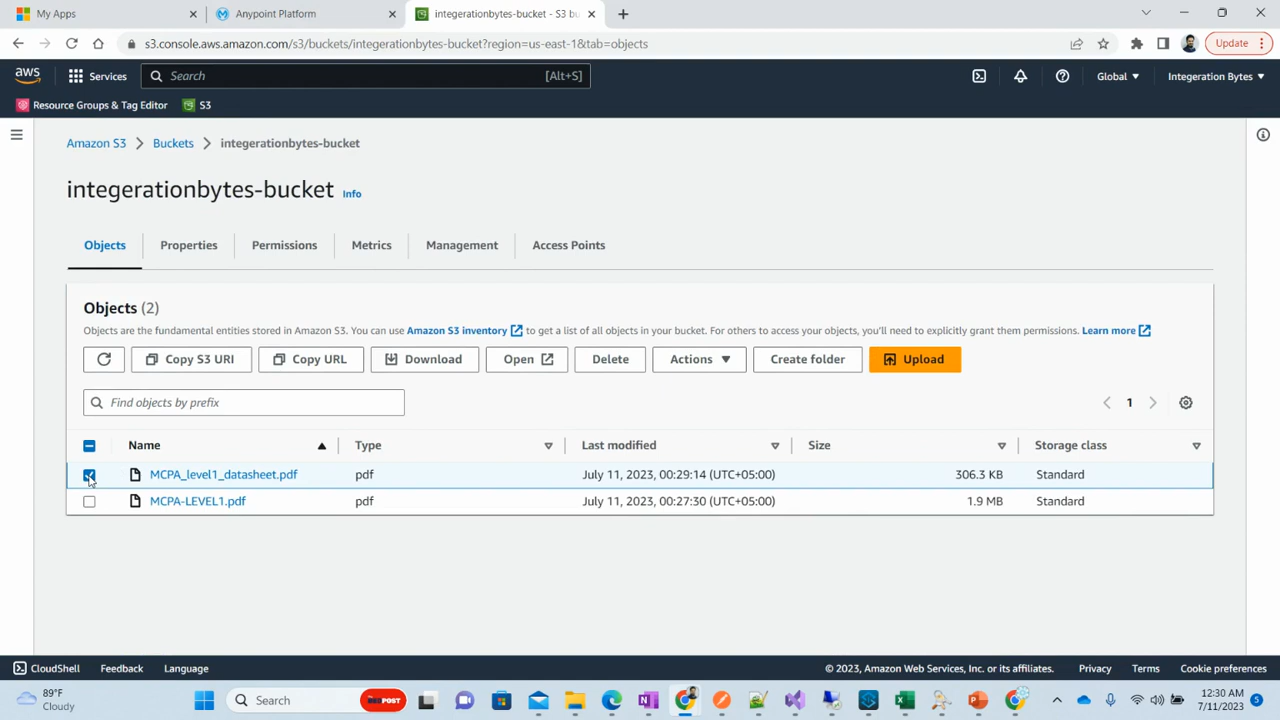 My Apps
Anypoint Platform
integerationbytes-bucket - S3 bu
s3.console.aws.amazon.com/s3/buckets/integerationbytes-bucket?region=us-east-1&tab=objects
Update
aws
Services
Search
[Alt+S]
Global
Integeration Bytes
Resource Groups & Tag Editor
S3
Amazon S3
Buckets
integerationbytes-bucket
integerationbytes-bucket Info
Objects
Properties
Permissions
Metrics
Management
Access Points
Objects (2)
Objects are the fundamental entities stored in Amazon S3. You can use Amazon S3 inventory to get a list of all objects in your bucket. For others to access your objects, you'll need to explicitly grant them permissions. Learn more
Copy S3 URI
Copy URL
Download
Open
Delete
Actions
Create folder
Upload
Find objects by prefix
1
Name
Type
Last modified
Size
Storage class
MCPA_level1_datasheet.pdf
pdf
July 11, 2023, 00:29:14 (UTC+05:00)
306.3 KB
Standard
MCPA-LEVEL1.pdf
pdf
July 11, 2023, 00:27:30 (UTC+05:00)
1.9 MB
Standard
CloudShell
Feedback
Language
© 2023, Amazon Web Services, Inc. or its affiliates.
Privacy
Terms
Cookie preferences
89°F
Cloudy
Search
12:30 AM
7/11/2023
5